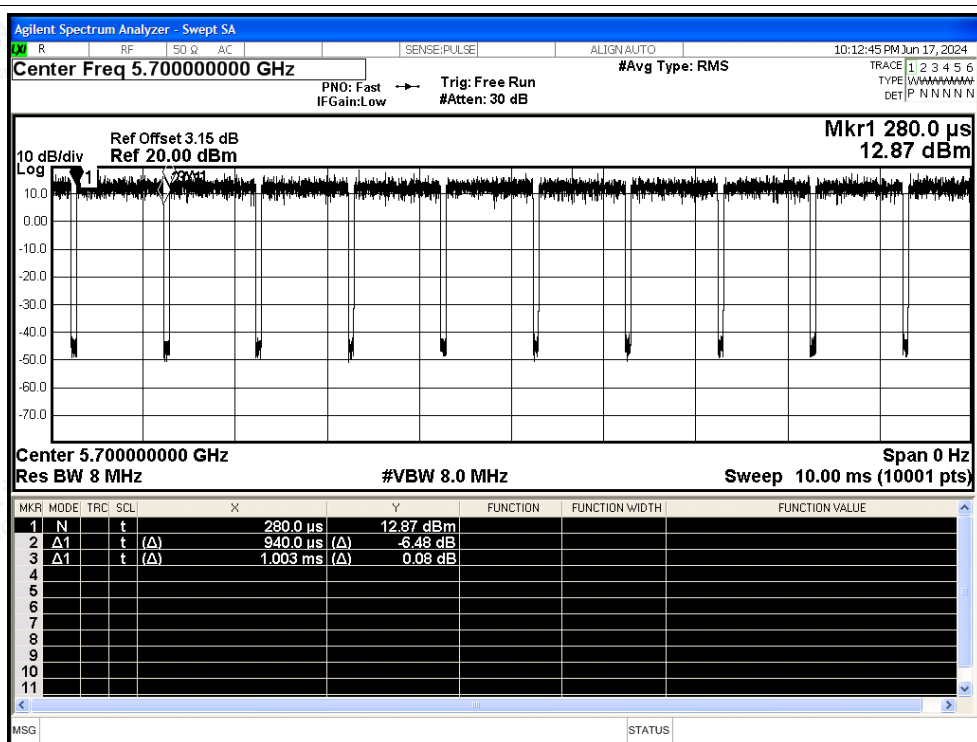 Agilent Spectrum Analyzer - Swept SA
LXI R RF 50 Ω AC SENSE:PULSE ALIGN AUTO 10:12:45 PM Jun 17, 2024
Center Freq 5.700000000 GHz #Avg Type: RMS TRACE 1 2 3 4 5 6
PNO: Fast Trig: Free Run TYPE
IFGain:Low #Atten: 30 dB DET P N N N N N
Mkr1 280.0 µs
12.87 dBm
Ref Offset 3.15 dB
10 dB/div Ref 20.00 dBm
Log
1
10.0
0.00
-10.0
-20.0
-30.0
-40.0
-50.0
-60.0
-70.0
Center 5.700000000 GHz Span 0 Hz
Res BW 8 MHz #VBW 8.0 MHz Sweep 10.00 ms (10001 pts)
MKR MODE TRC SCL X Y FUNCTION FUNCTION WIDTH FUNCTION VALUE
1 N t 280.0 µs 12.87 dBm
2 Δ1 t (Δ) 940.0 µs (Δ) -6.48 dB
3 Δ1 t (Δ) 1.003 ms (Δ) 0.08 dB
4
5
6
7
8
9
10
11
MSG STATUS